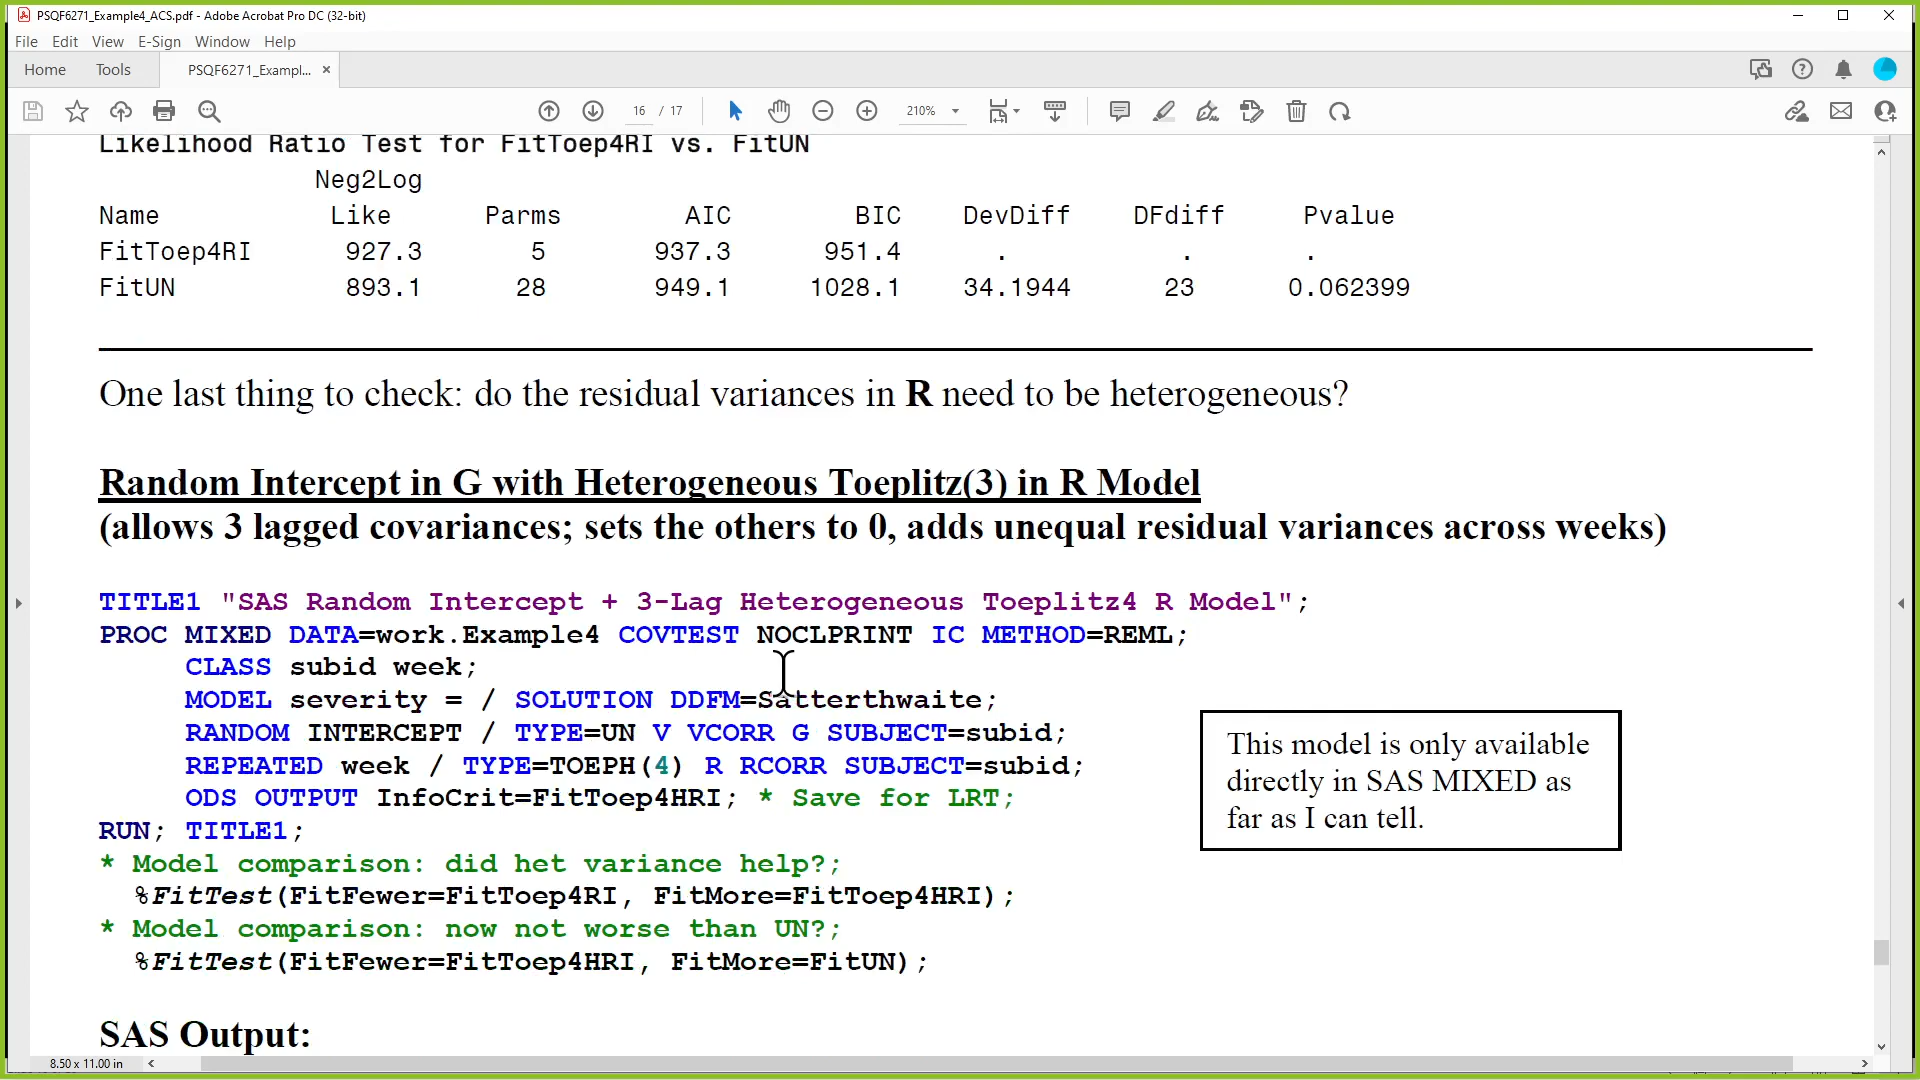 PSQF6271_Example4_ACS.pdf - Adobe Acrobat Pro DC (32-bit)
File Edit View E-Sign Window Help
Home Tools PSQF6271_Exampl... ×
16 / 17 210%
Likelihood Ratio Test for FitToep4RI vs. FitUN
Neg2Log
Name Like Parms AIC BIC DevDiff DFdiff Pvalue
FitToep4RI 927.3 5 937.3 951.4 . . .
FitUN 893.1 28 949.1 1028.1 34.1944 23 0.062399
One last thing to check: do the residual variances in R need to be heterogeneous?
Random Intercept in G with Heterogeneous Toeplitz(3) in R Model
(allows 3 lagged covariances; sets the others to 0, adds unequal residual variances across weeks)
TITLE1 "SAS Random Intercept + 3-Lag Heterogeneous Toeplitz4 R Model";
PROC MIXED DATA=work.Example4 COVTEST NOCLPRINT IC METHOD=REML;
CLASS subid week;
MODEL severity = / SOLUTION DDFM=Satterthwaite;
RANDOM INTERCEPT / TYPE=UN V VCORR G SUBJECT=subid;
REPEATED week / TYPE=TOEPH(4) R RCORR SUBJECT=subid;
ODS OUTPUT InfoCrit=FitToep4HRI; * Save for LRT;
RUN; TITLE1;
* Model comparison: did het variance help?;
%FitTest(FitFewer=FitToep4RI, FitMore=FitToep4HRI);
* Model comparison: now not worse than UN?;
%FitTest(FitFewer=FitToep4HRI, FitMore=FitUN);
This model is only available
directly in SAS MIXED as
far as I can tell.
SAS Output:
8.50 x 11.00 in